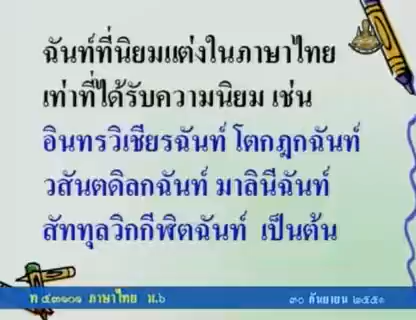 ฉันท์ที่นิยมแต่งในภาษาไทย
เท่าที่ได้รับความนิยม เช่น
อินทรวิเชียรฉันท์ โตกฎกฉันท์
วสันตดิลกฉันท์ มาลินีฉันท์
สัททุลวิกกีฬิตฉันท์ เป็นต้น
ท ๔๓๑๐๑ ภาษาไทย ม.๖
๓๐ กันยายน ๒๕๕๑